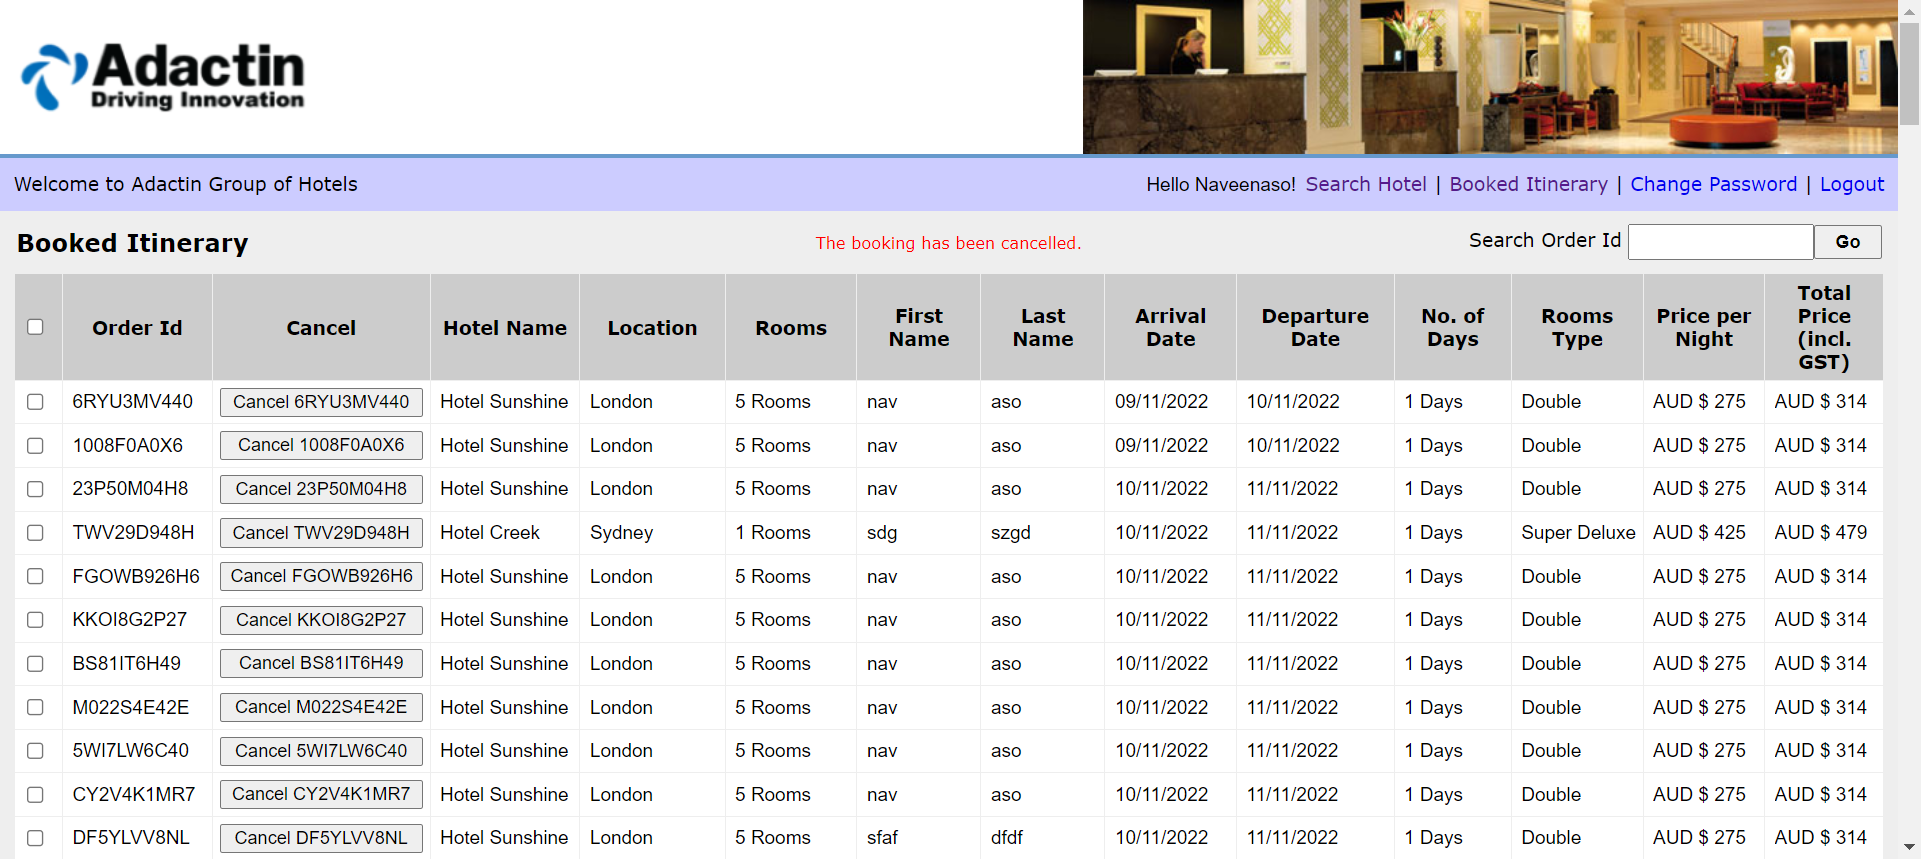 Adactin
Driving Innovation
Welcome to Adactin Group of Hotels
Hello Naveenaso! Search Hotel | Booked Itinerary | Change Password | Logout
Booked Itinerary
The booking has been cancelled.
Search Order Id Go
Order Id Cancel Hotel Name Location Rooms First Name Last Name Arrival Date Departure Date No. of Days Rooms Type Price per Night Total Price (incl. GST)
6RYU3MV440 Cancel 6RYU3MV440 Hotel Sunshine London 5 Rooms nav aso 09/11/2022 10/11/2022 1 Days Double AUD $ 275 AUD $ 314
1008F0A0X6 Cancel 1008F0A0X6 Hotel Sunshine London 5 Rooms nav aso 09/11/2022 10/11/2022 1 Days Double AUD $ 275 AUD $ 314
23P50M04H8 Cancel 23P50M04H8 Hotel Sunshine London 5 Rooms nav aso 10/11/2022 11/11/2022 1 Days Double AUD $ 275 AUD $ 314
TWV29D948H Cancel TWV29D948H Hotel Creek Sydney 1 Rooms sdg szgd 10/11/2022 11/11/2022 1 Days Super Deluxe AUD $ 425 AUD $ 479
FGOWB926H6 Cancel FGOWB926H6 Hotel Sunshine London 5 Rooms nav aso 10/11/2022 11/11/2022 1 Days Double AUD $ 275 AUD $ 314
KKOI8G2P27 Cancel KKOI8G2P27 Hotel Sunshine London 5 Rooms nav aso 10/11/2022 11/11/2022 1 Days Double AUD $ 275 AUD $ 314
BS81IT6H49 Cancel BS81IT6H49 Hotel Sunshine London 5 Rooms nav aso 10/11/2022 11/11/2022 1 Days Double AUD $ 275 AUD $ 314
M022S4E42E Cancel M022S4E42E Hotel Sunshine London 5 Rooms nav aso 10/11/2022 11/11/2022 1 Days Double AUD $ 275 AUD $ 314
5WI7LW6C40 Cancel 5WI7LW6C40 Hotel Sunshine London 5 Rooms nav aso 10/11/2022 11/11/2022 1 Days Double AUD $ 275 AUD $ 314
CY2V4K1MR7 Cancel CY2V4K1MR7 Hotel Sunshine London 5 Rooms nav aso 10/11/2022 11/11/2022 1 Days Double AUD $ 275 AUD $ 314
DF5YLVV8NL Cancel DF5YLVV8NL Hotel Sunshine London 5 Rooms sfaf dfdf 10/11/2022 11/11/2022 1 Days Double AUD $ 275 AUD $ 314